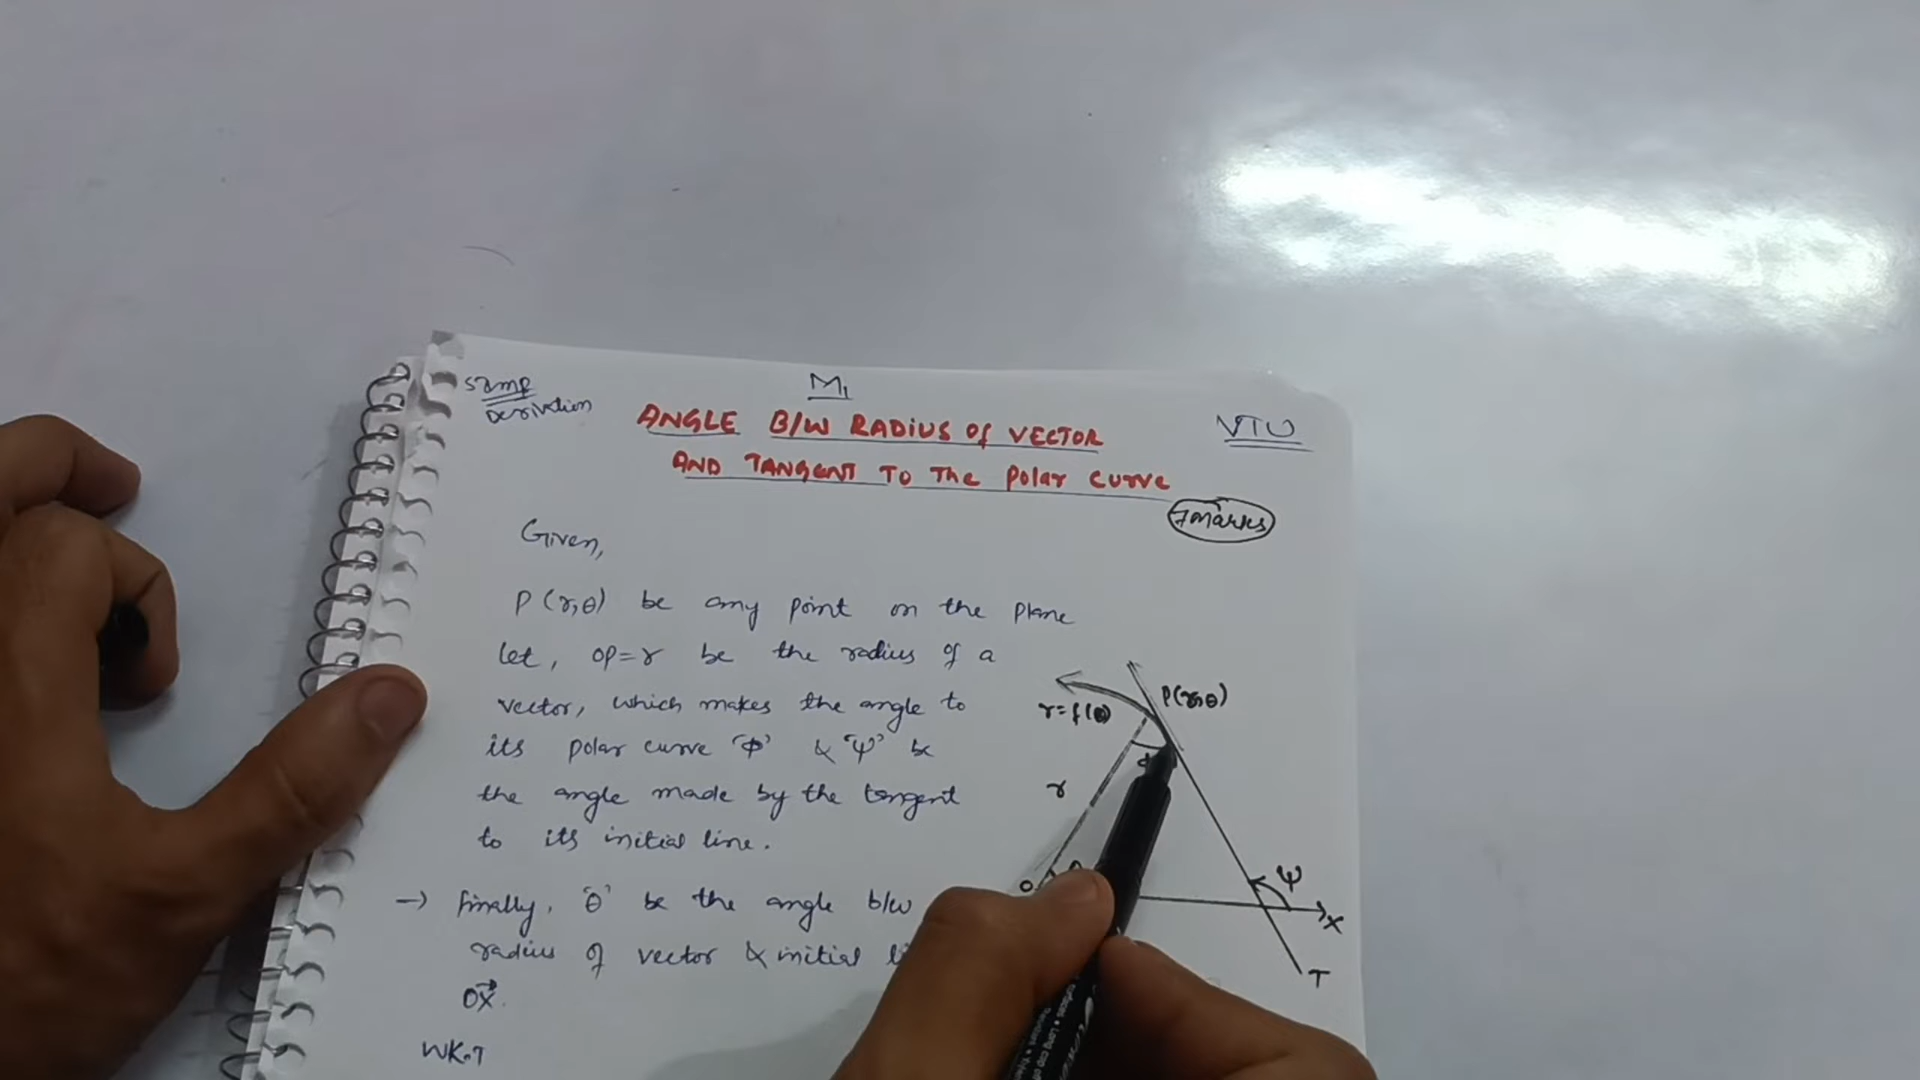 M1
Derivation
ANGLE B/W RADIUS Of VECTOR
VTU
AND TANGENT TO The Polar Curve
7marks
Given,
P(r,θ) be any point on the plane
let, OP=r be the radius of a
vector, which makes the angle to
its polar curve 'ϕ' & 'ψ' be
the angle made by the tangent
to its initial line.
→ finally, 'θ' be the angle b/w
radius of vector & initial
OX.
WK.T
P(r,θ)
r=f(θ)
r
O
ψ
X
T